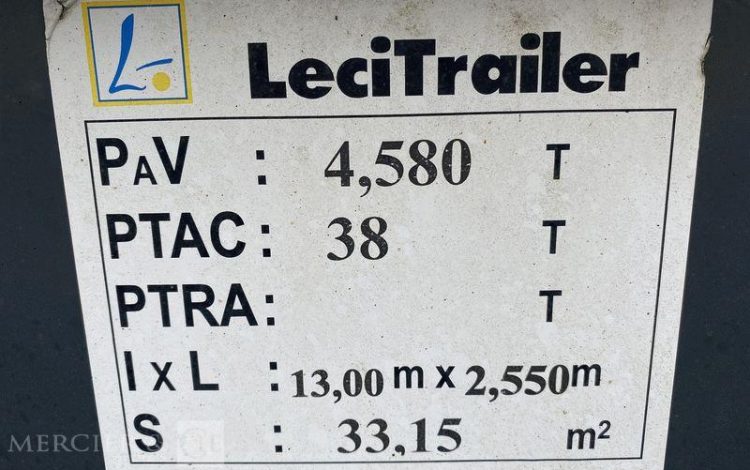 LeciTrailer
PAV : 4,580 T
PTAC : 38 T
PTRA : T
l x L : 13,00 m x 2,550 m
S : 33,15 m²